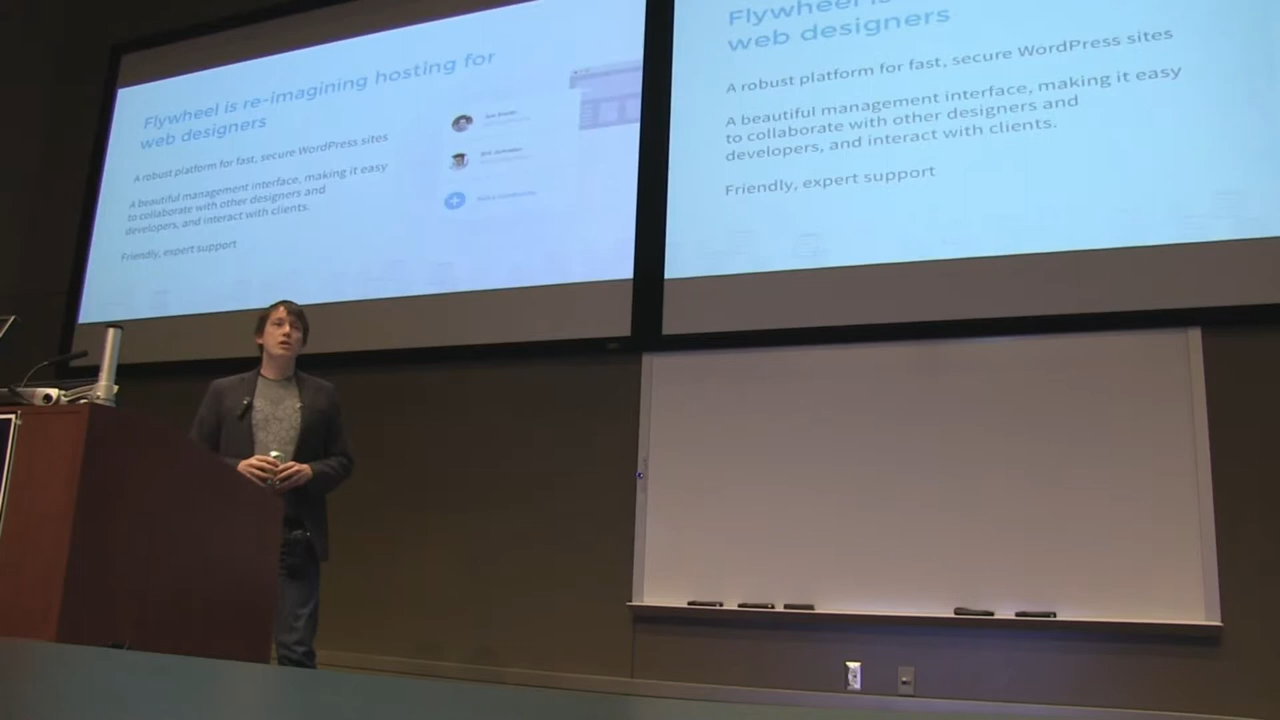 Flywheel is re-imagining hosting for
web designers
A robust platform for fast, secure WordPress sites
A beautiful management interface, making it easy
to collaborate with other designers and
developers, and interact with clients.
Friendly, expert support
Flywheel is
web designers
A robust platform for fast, secure WordPress sites
A beautiful management interface, making it easy
to collaborate with other designers and
developers, and interact with clients.
Friendly, expert support